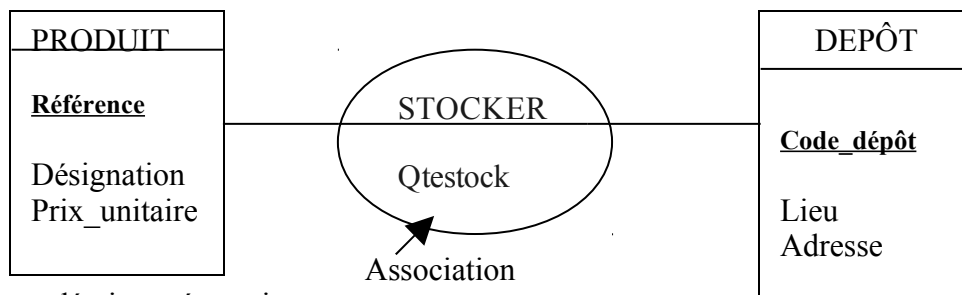 PRODUIT
Référence
Désignation
Prix_unitaire
STOCKER
Qtestock
Association
DEPÔT
Code_dépôt
Lieu
Adresse